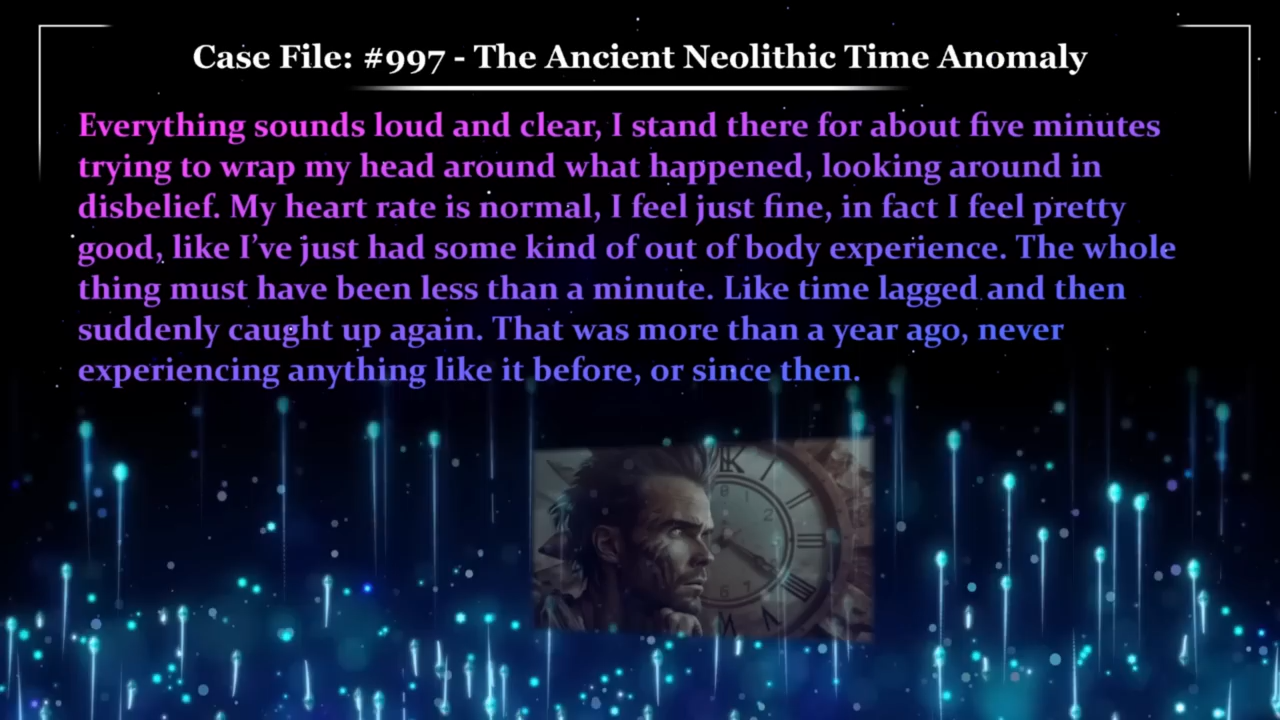 Case File: #997 - The Ancient Neolithic Time Anomaly
Everything sounds loud and clear, I stand there for about five minutes
trying to wrap my head around what happened, looking around in
disbelief. My heart rate is normal, I feel just fine, in fact I feel pretty
good, like I’ve just had some kind of out of body experience. The whole
thing must have been less than a minute. Like time lagged and then
suddenly caught up again. That was more than a year ago, never
experiencing anything like it before, or since then.